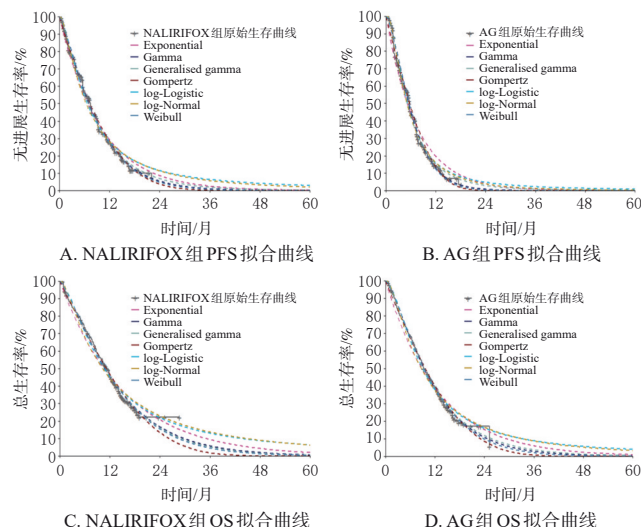 100
90
80
70
60
50
40
30
20
10
0
无进展生存率/%
NALIRIFOX组原始生存曲线
Exponential
Gamma
Generalised gamma
Gompertz
log-Logistic
log-Normal
Weibull
0 12 24 36 48 60
时间/月
A. NALIRIFOX组PFS拟合曲线
100
90
80
70
60
50
40
30
20
10
0
无进展生存率/%
AG组原始生存曲线
Exponential
Gamma
Generalised gamma
Gompertz
log-Logistic
log-Normal
Weibull
0 12 24 36 48 60
时间/月
B. AG组PFS拟合曲线
100
90
80
70
60
50
40
30
20
10
0
总生存率/%
NALIRIFOX组原始生存曲线
Exponential
Gamma
Generalised gamma
Gompertz
log-Logistic
log-Normal
Weibull
0 12 24 36 48 60
时间/月
C. NALIRIFOX组OS拟合曲线
100
90
80
70
60
50
40
30
20
10
0
总生存率/%
AG组原始生存曲线
Exponential
Gamma
Generalised gamma
Gompertz
log-Logistic
log-Normal
Weibull
0 12 24 36 48 60
时间/月
D. AG组OS拟合曲线